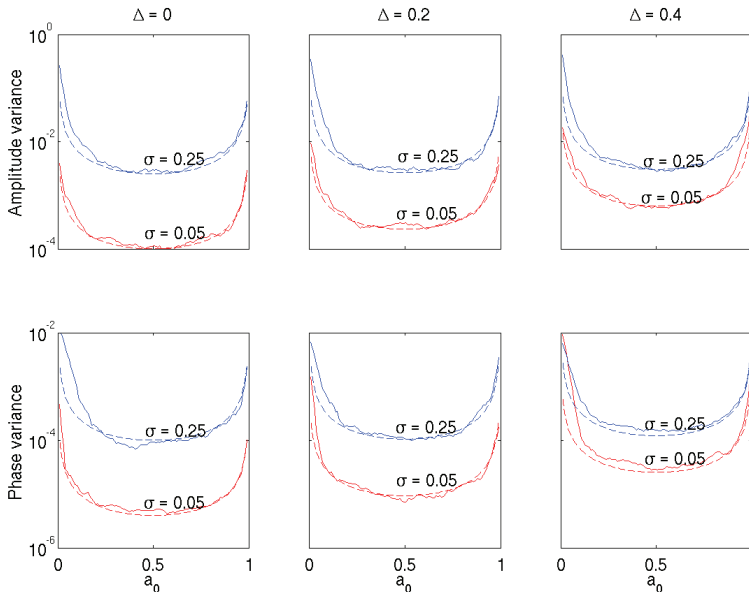 Δ = 0 Δ = 0.2 Δ = 0.4
10^0
Amplitude variance
10^-2
σ = 0.25 σ = 0.25 σ = 0.25
σ = 0.05 σ = 0.05 σ = 0.05
10^-4
10^-2
Phase variance
10^-4
σ = 0.25 σ = 0.25 σ = 0.25
σ = 0.05 σ = 0.05 σ = 0.05
10^-6
0 0.5 1 0 0.5 1 0 0.5 1
a_0 a_0 a_0